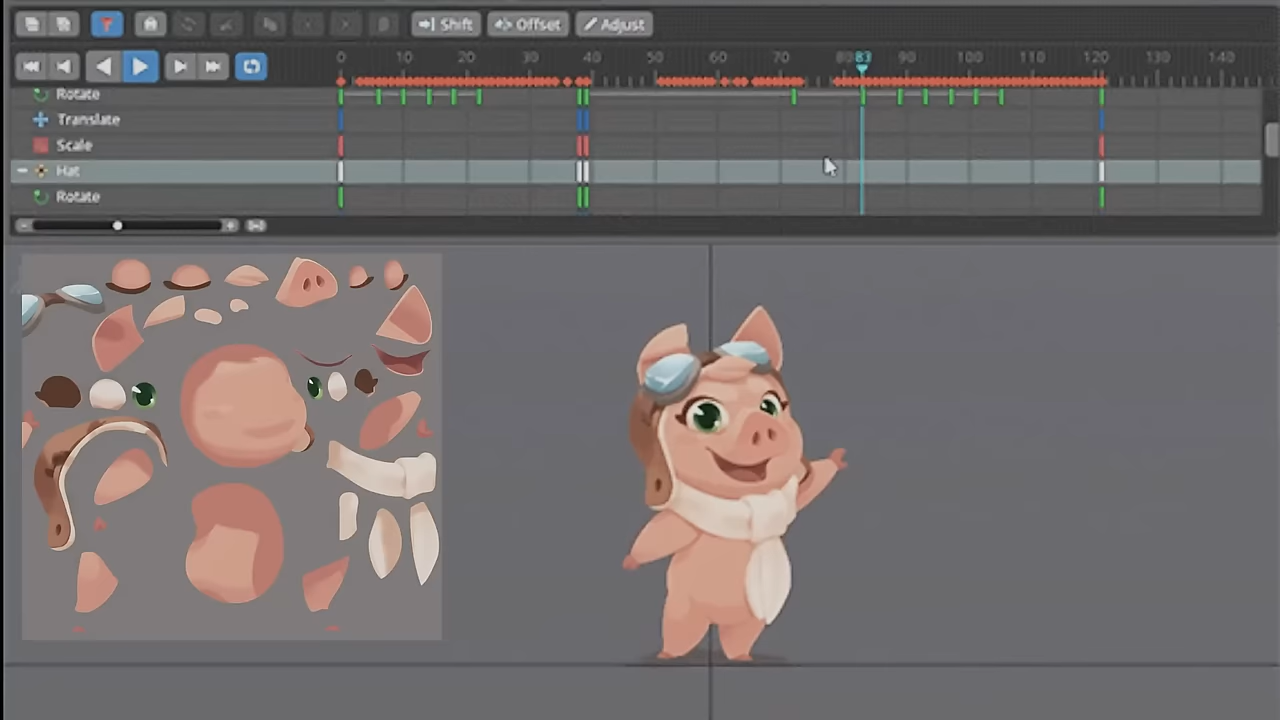 Shift Offset Adjust
0 10 20 30 40 50 60 70 80 83 90 100 110 120 130 140
Rotate
Translate
Scale
Hat
Rotate